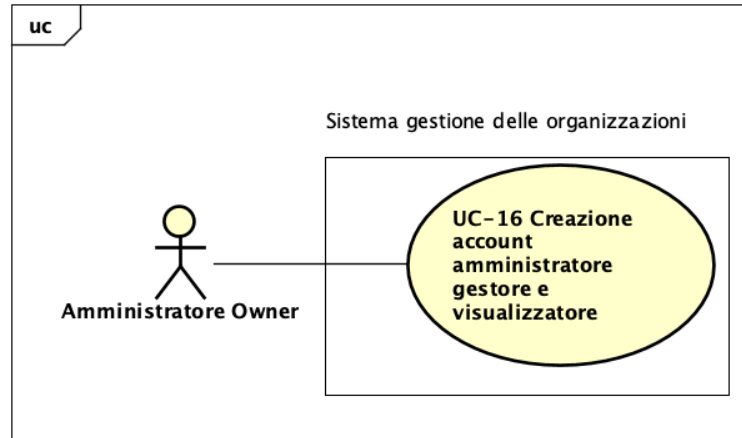 uc
Sistema gestione delle organizzazioni
UC-16 Creazione
account
amministratore
gestore e
visualizzatore
Amministratore Owner